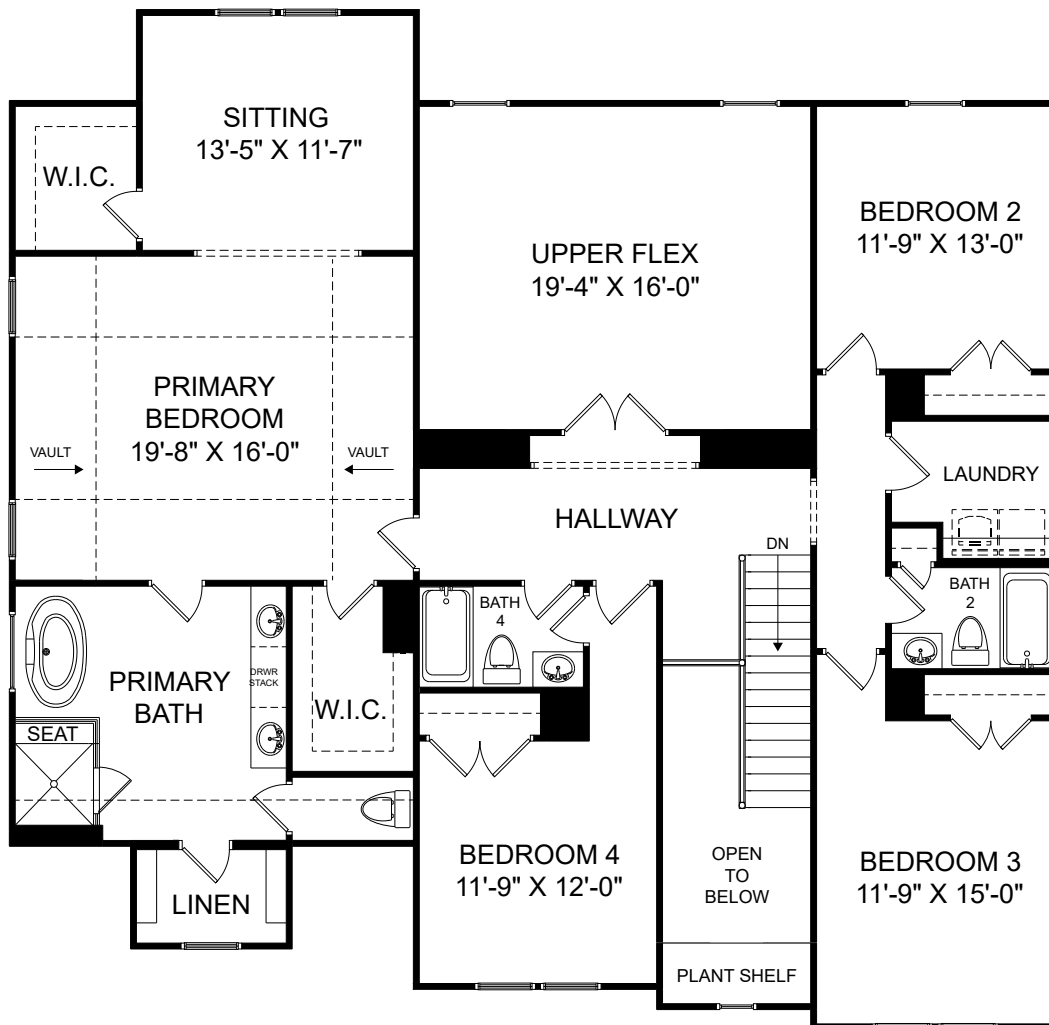 SITTING
13'-5" X 11'-7"
W.I.C.
UPPER FLEX
19'-4" X 16'-0"
BEDROOM 2
11'-9" X 13'-0"
PRIMARY
BEDROOM
19'-8" X 16'-0"
VAULT
VAULT
HALLWAY
LAUNDRY
DN
BATH
4
BATH
2
PRIMARY
BATH
DRWR
STACK
W.I.C.
SEAT
BEDROOM 4
11'-9" X 12'-0"
OPEN
TO
BELOW
BEDROOM 3
11'-9" X 15'-0"
LINEN
PLANT SHELF